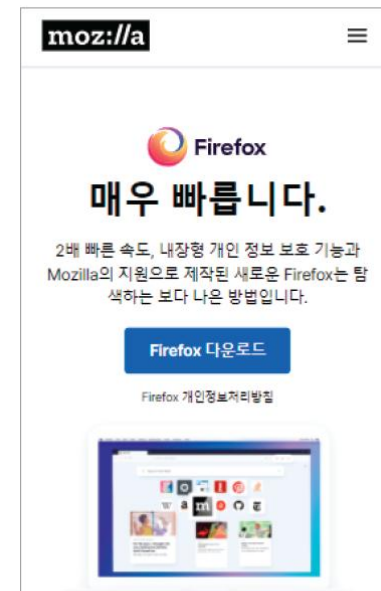 moz://a
Firefox
매우 빠릅니다.
2배 빠른 속도, 내장형 개인 정보 보호 기능과
Mozilla의 지원으로 제작된 새로운 Firefox는 탐
색하는 보다 나은 방법입니다.
Firefox 다운로드
Firefox 개인정보처리방침